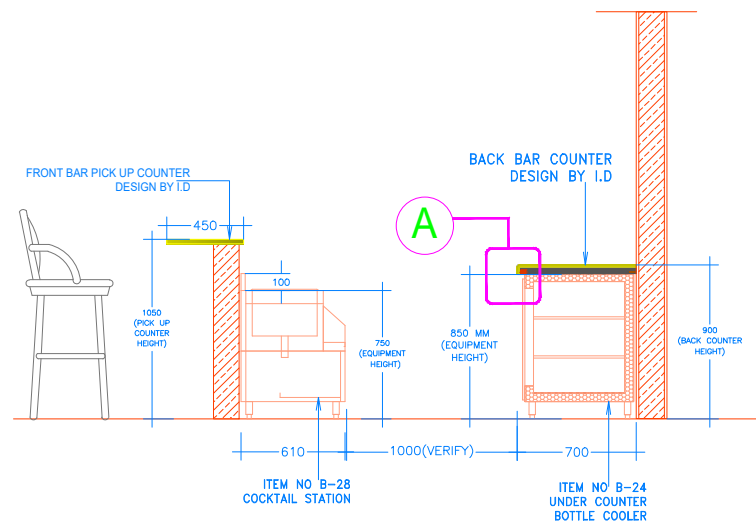 BACK BAR COUNTER
DESIGN BY I.D
FRONT BAR PICK UP COUNTER
DESIGN BY I.D
450
A
100
1050
(PICK UP
COUNTER
HEIGHT)
750
(EQUIPMENT
HEIGHT)
850 MM
(EQUIPMENT
HEIGHT)
900
(BACK COUNTER
HEIGHT)
610
1000(VERIFY)
700
ITEM NO B-28
COCKTAIL STATION
ITEM NO B-24
UNDER COUNTER
BOTTLE COOLER